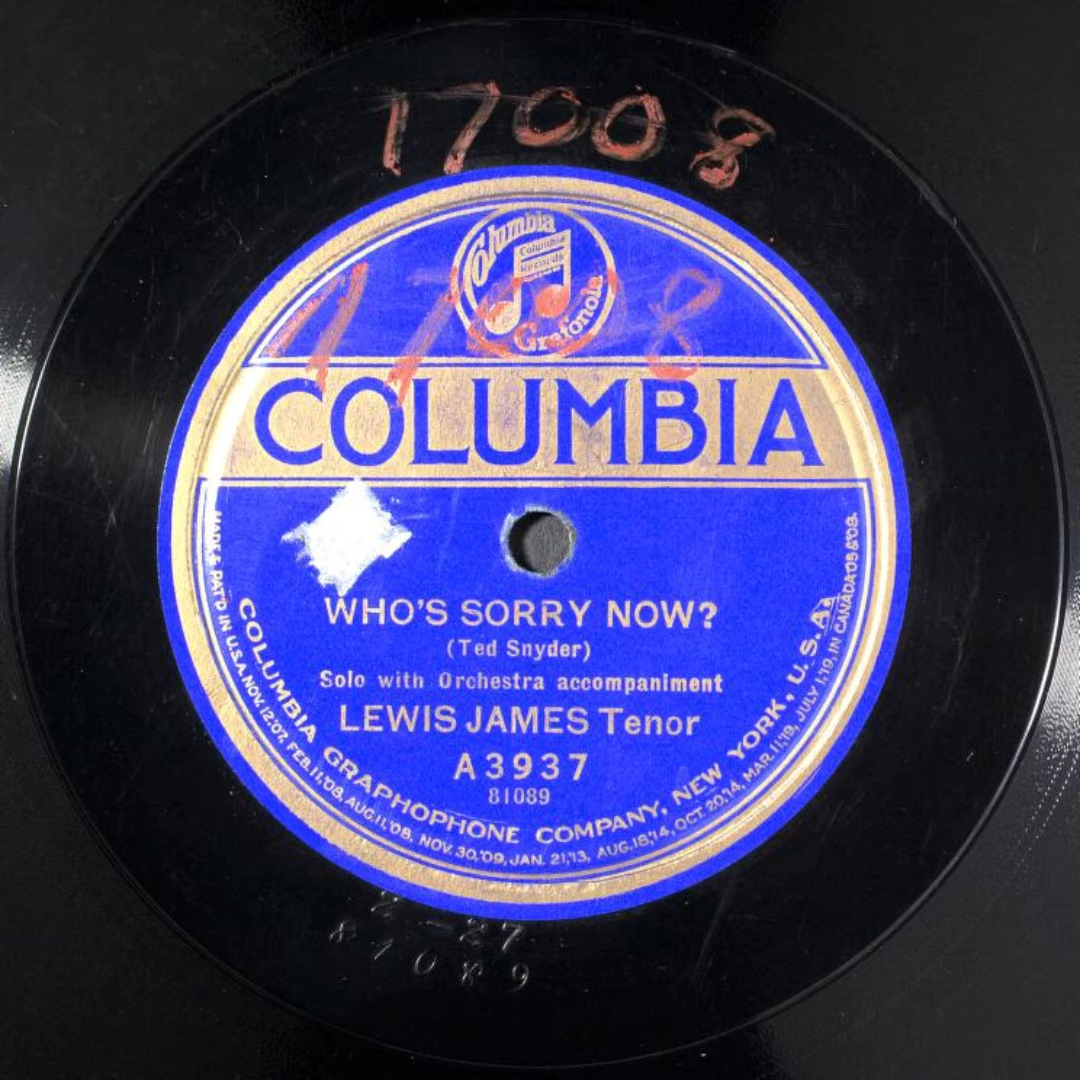 17008
Columbia
Columbia
Records
Grafonola
COLUMBIA
WHO'S SORRY NOW?
(Ted Snyder)
Solo with Orchestra accompaniment
LEWIS JAMES Tenor
A3937
81089
COLUMBIA GRAPHOPHONE COMPANY, NEW YORK, U.S.A.
MADE & PAT'D IN U.S.A. NOV. 12,'07, FEB. 11,'08, AUG. 11,'08, NOV. 30,'09, JAN. 21,'13, AUG. 18,'14, OCT. 20,'14, MAR. 11,'19, JULY 1,'19, IN CANADA '05 & '08.
2-27
81089